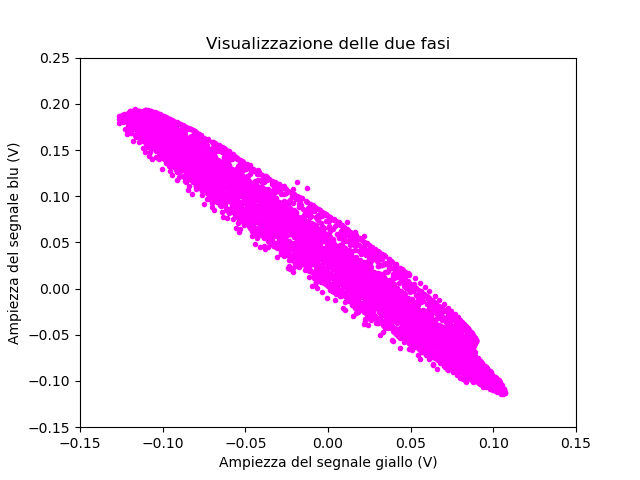 Visualizzazione delle due fasi
Ampiezza del segnale blu (V)
0.25
0.20
0.15
0.10
0.05
0.00
−0.05
−0.10
−0.15
−0.15 −0.10 −0.05 0.00 0.05 0.10 0.15
Ampiezza del segnale giallo (V)